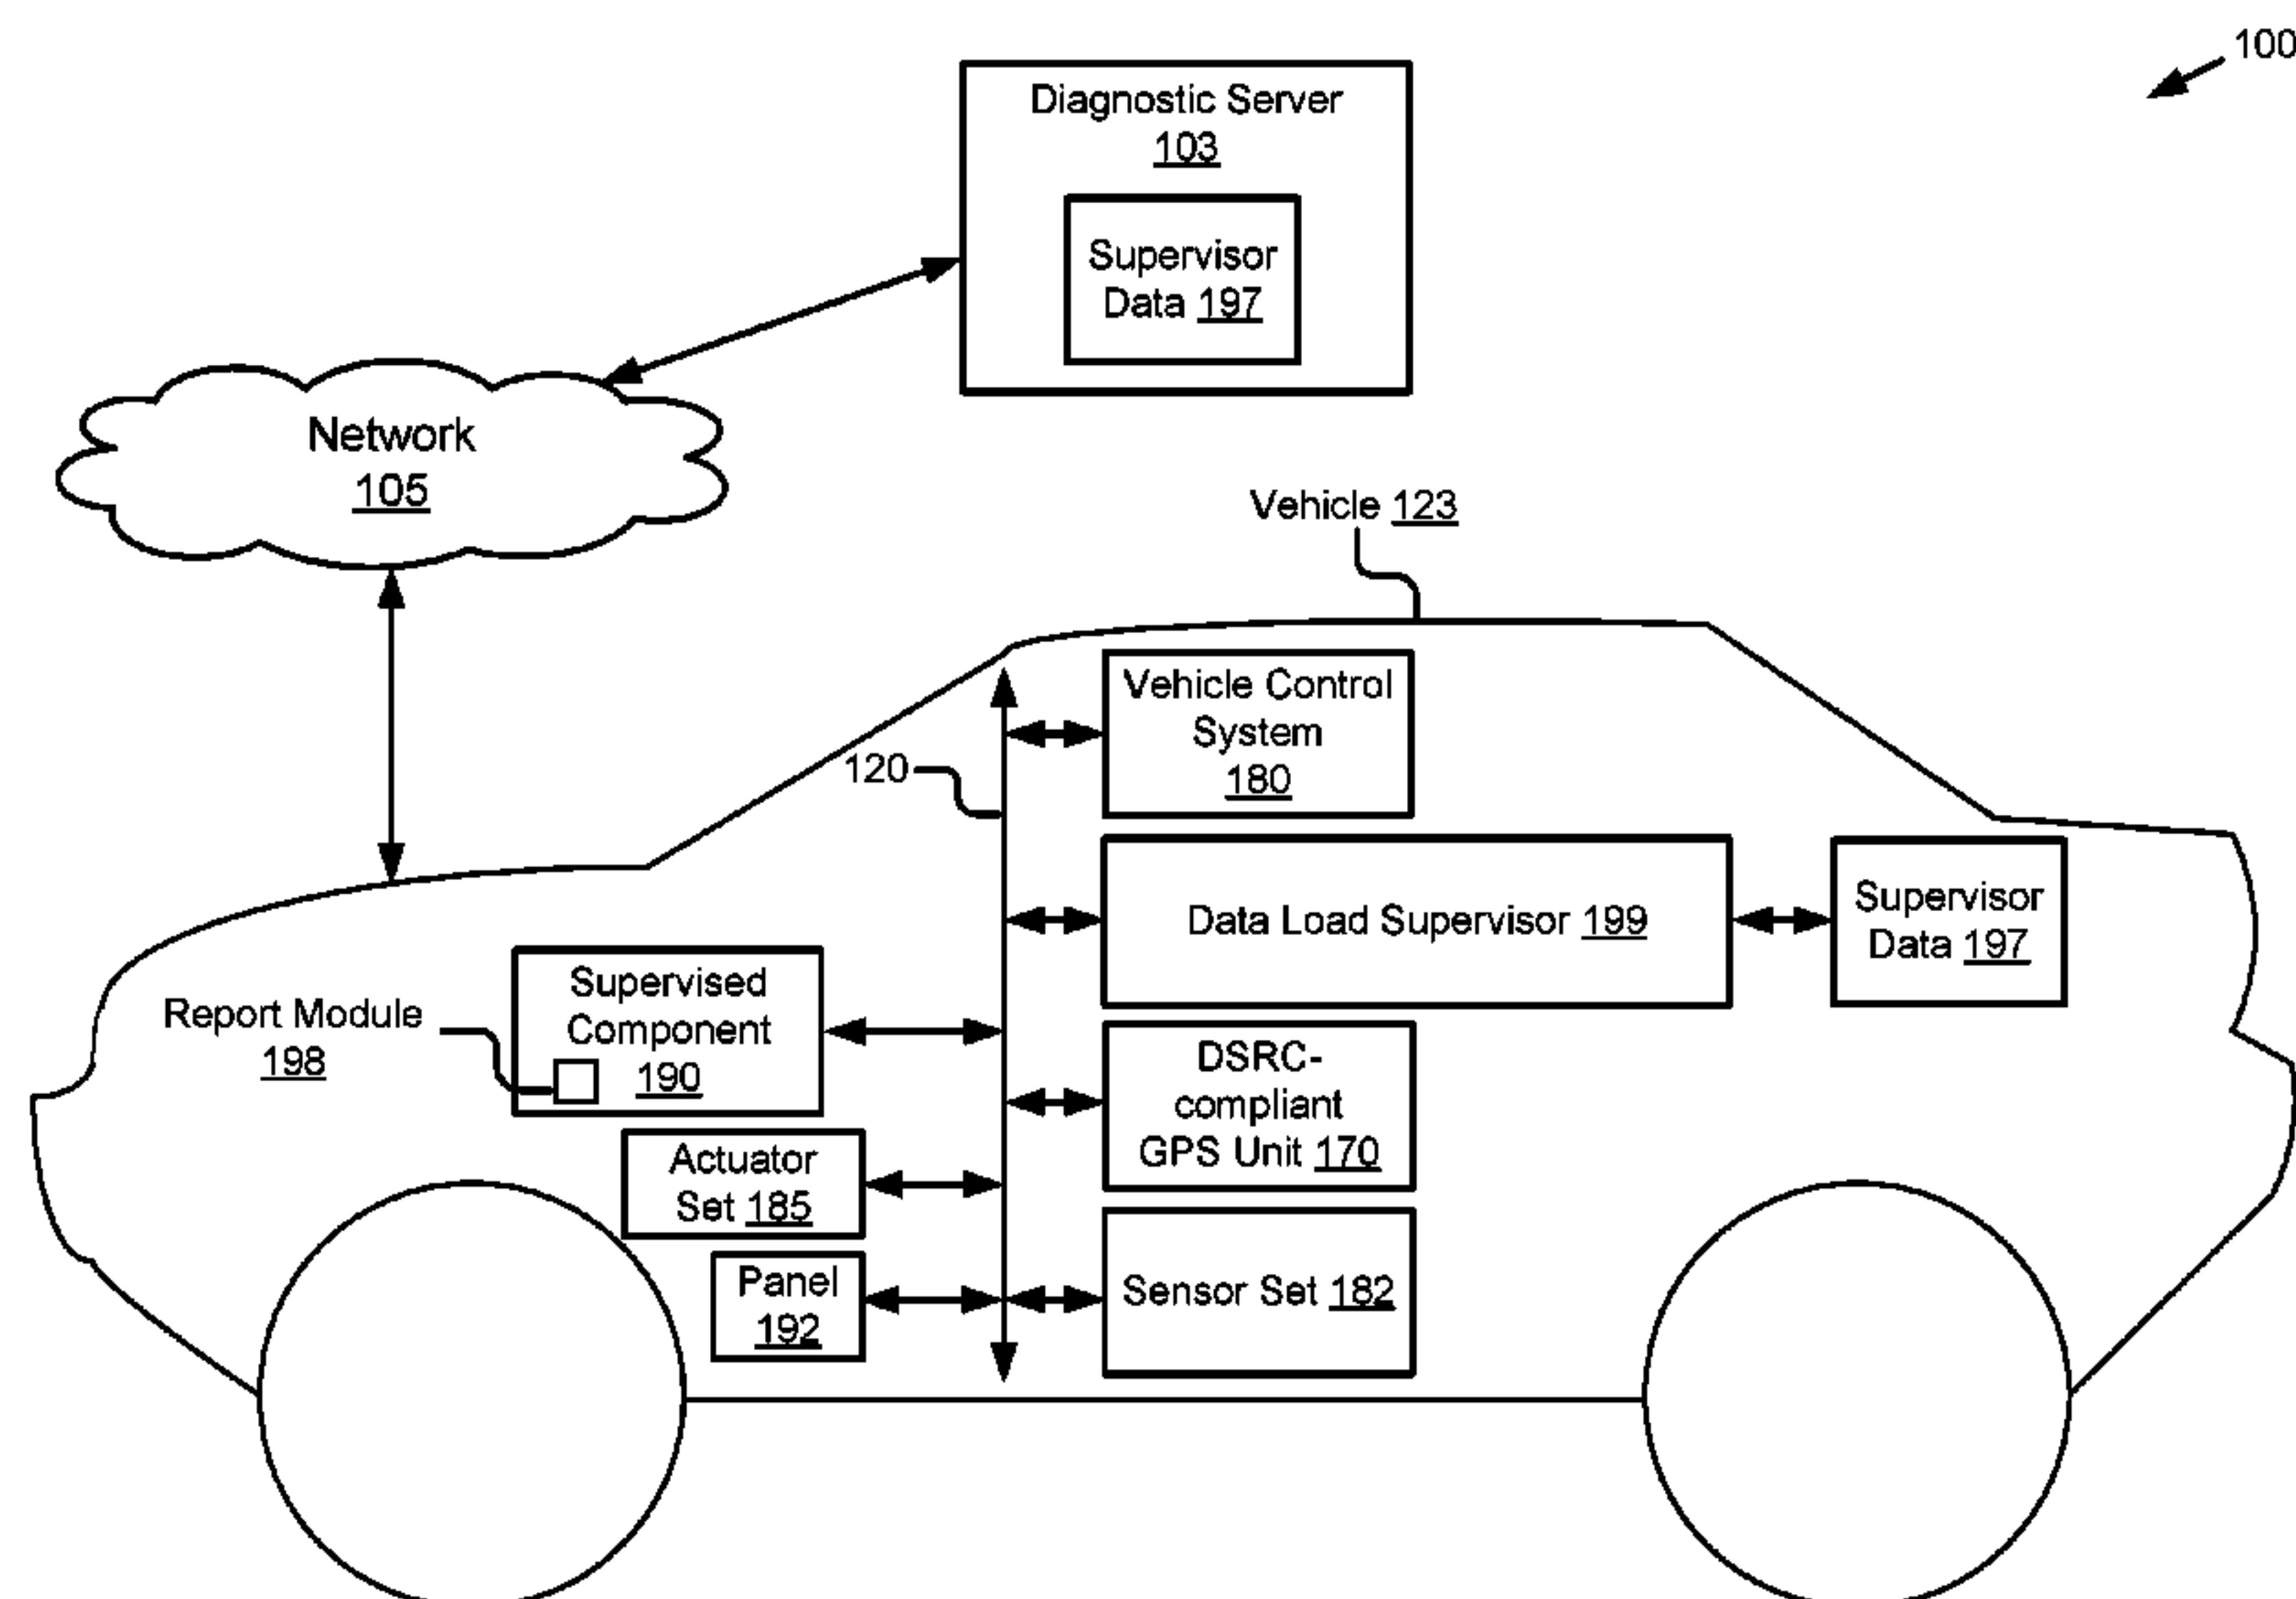 100
Diagnostic Server
103
Supervisor
Data 197
Network
105
Vehicle 123
Vehicle Control
System
180
120
Data Load Supervisor 199
Supervisor
Data 197
Supervised
Component
190
Report Module
198
DSRC-
compliant
GPS Unit 170
Actuator
Set 185
Panel
192
Sensor Set 182